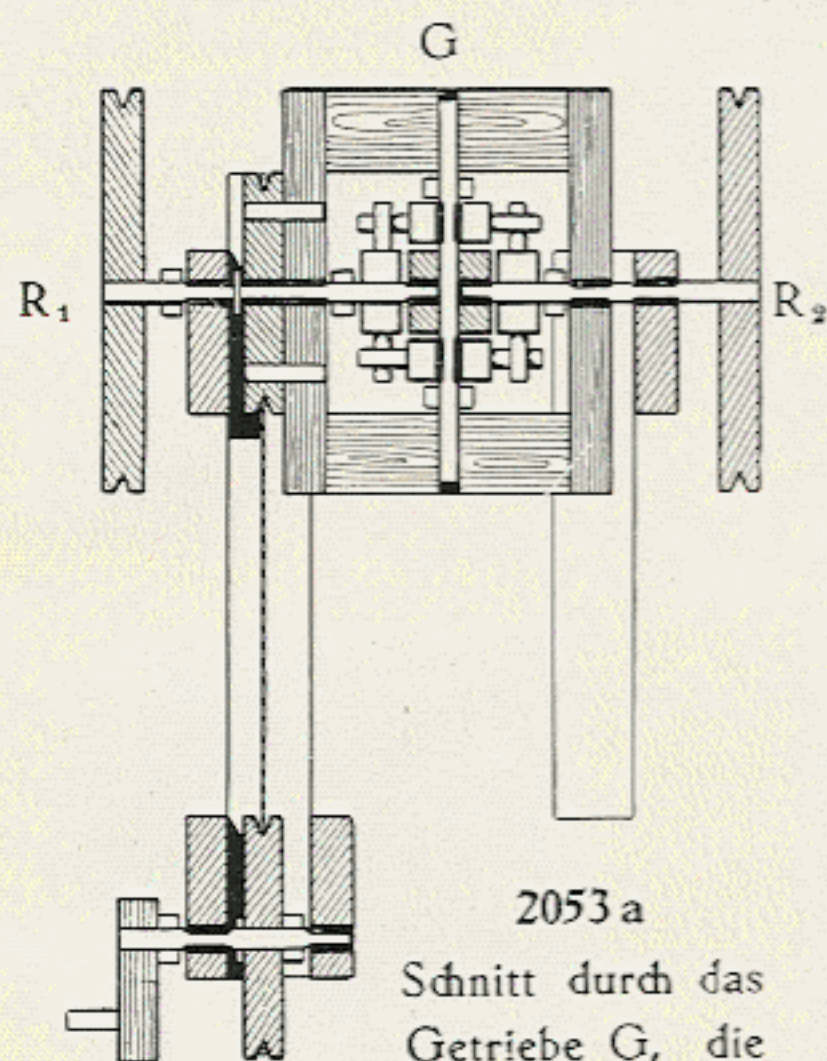 G
R₁ R₂
2053 a
Schnitt durch das
Getriebe G, die